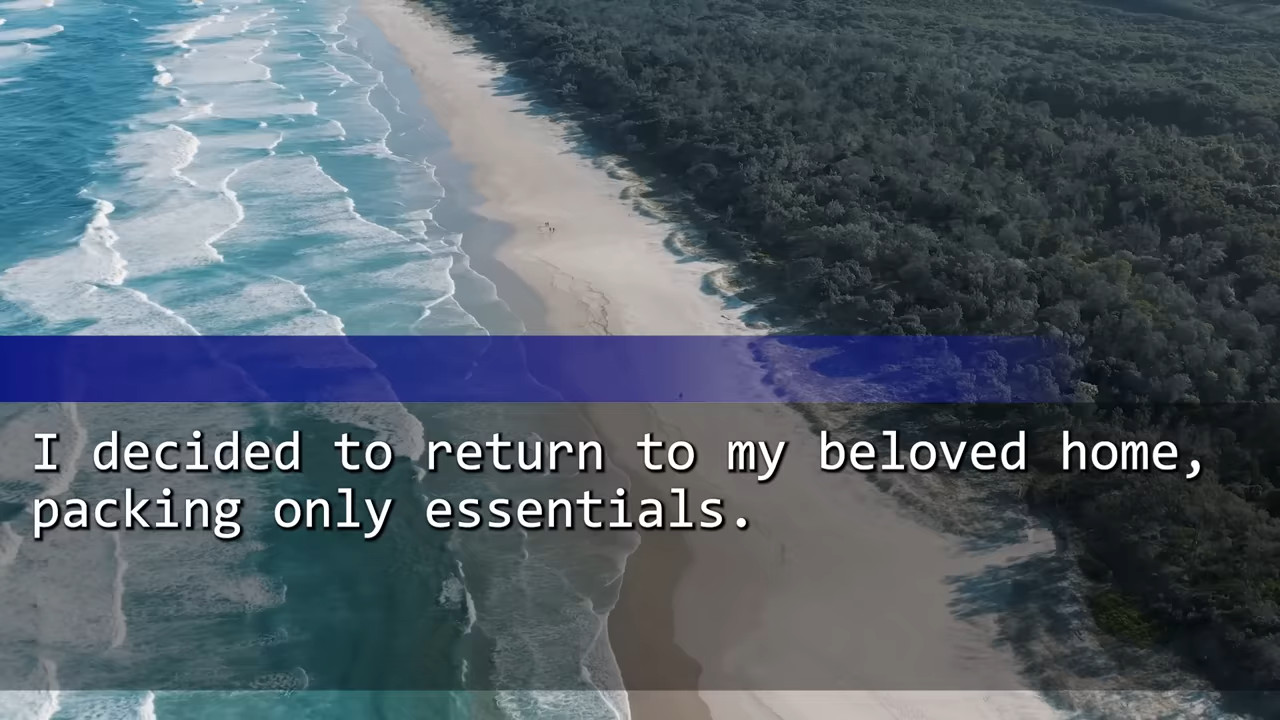 I decided to return to my beloved home,
packing only essentials.